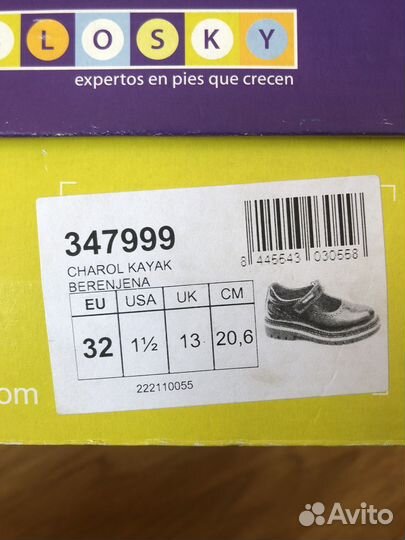 LOSKY
expertos en pies que crecen
347999
CHAROL KAYAK
BERENJENA
8 445543 030558
EU USA UK CM
32 1½ 13 20,6
222110055
om
Avito